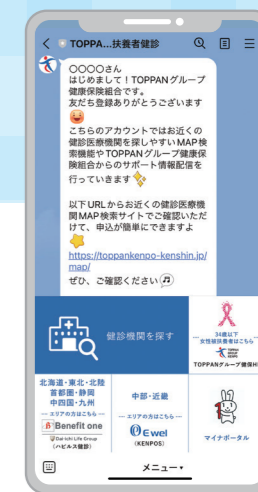 TOPPA...扶養者健診
○○○○さん
はじめまして！TOPPANグループ
健康保険組合です。
友だち登録ありがとうございます
こちらのアカウントではお近くの
健診医療機関を探しやすいMAP検
索機能やTOPPANグループ健康保
険組合からのサポート情報配信を
行っていきます
以下URLからお近くの健診医療機
関MAP検索サイトでご確認いただ
けて、申込が簡単にできますよ
https://toppankenpo-kenshin.jp/
map/
ぜひ、ご確認ください
健診機関を探す
34歳以下
女性被扶養者はこちら
TOPPANグループ健保HP
北海道・東北・北陸
首都圏・静岡
中四国・九州
エリアの方はこちら
Benefit one
Dai-ichi Life Group
（ハピルス健診）
中部・近畿
エリアの方はこちら
Ewel
（KENPOS）
マイナポータル
メニュー▼